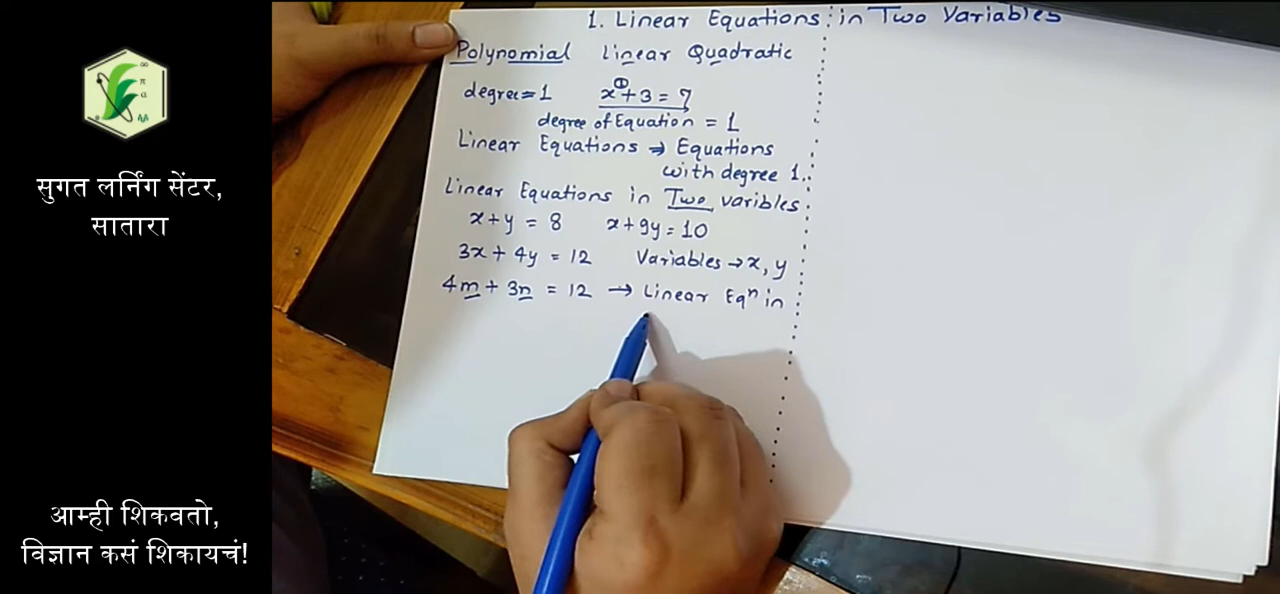 सुगत लर्निंग सेंटर,
सातारा
आम्ही शिकवतो,
विज्ञान कसं शिकायचं!
1. Linear Equations in Two Variables
Polynomial Linear Quadratic
degree=1 x①+3=7
degree of Equation = 1
Linear Equations → Equations
with degree 1.
Linear Equations in Two varibles
x+y = 8 x+9y=10
3x+4y = 12 Variables → x, y
4m + 3n = 12 → Linear Eqⁿ in